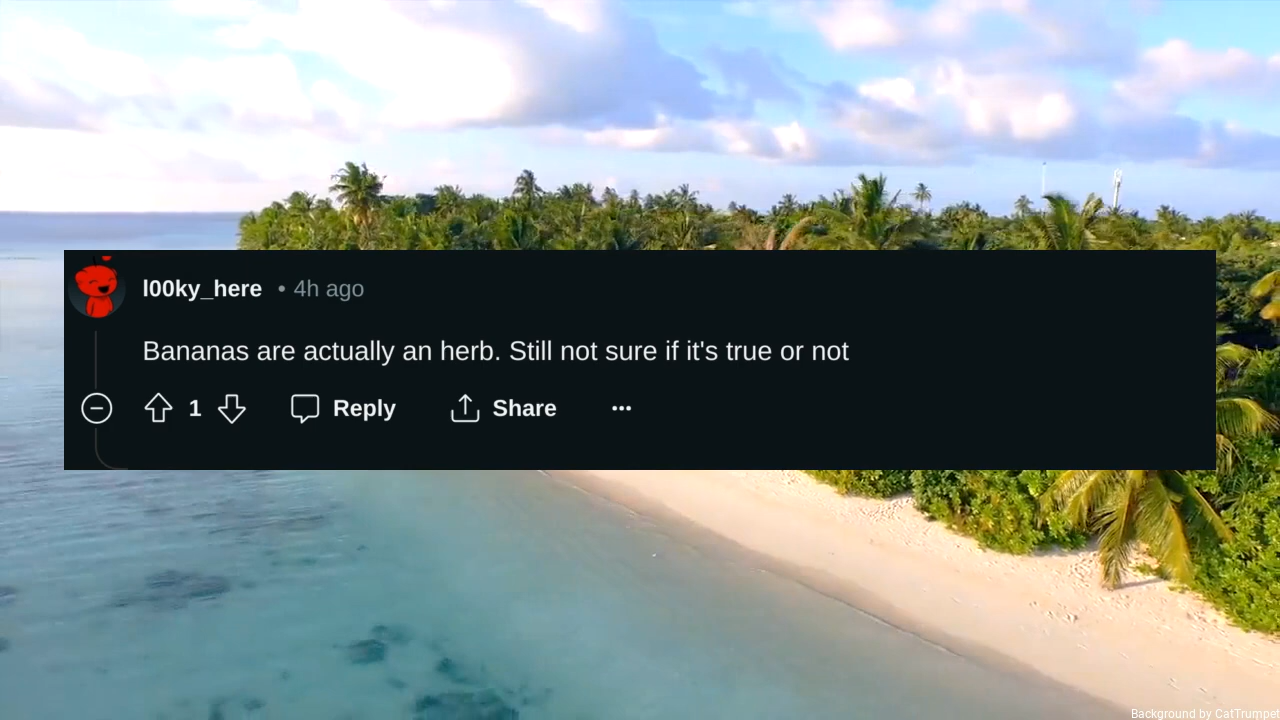 l00ky_here • 4h ago
Bananas are actually an herb. Still not sure if it's true or not
1 Reply Share •••
Background by CatTrumpet